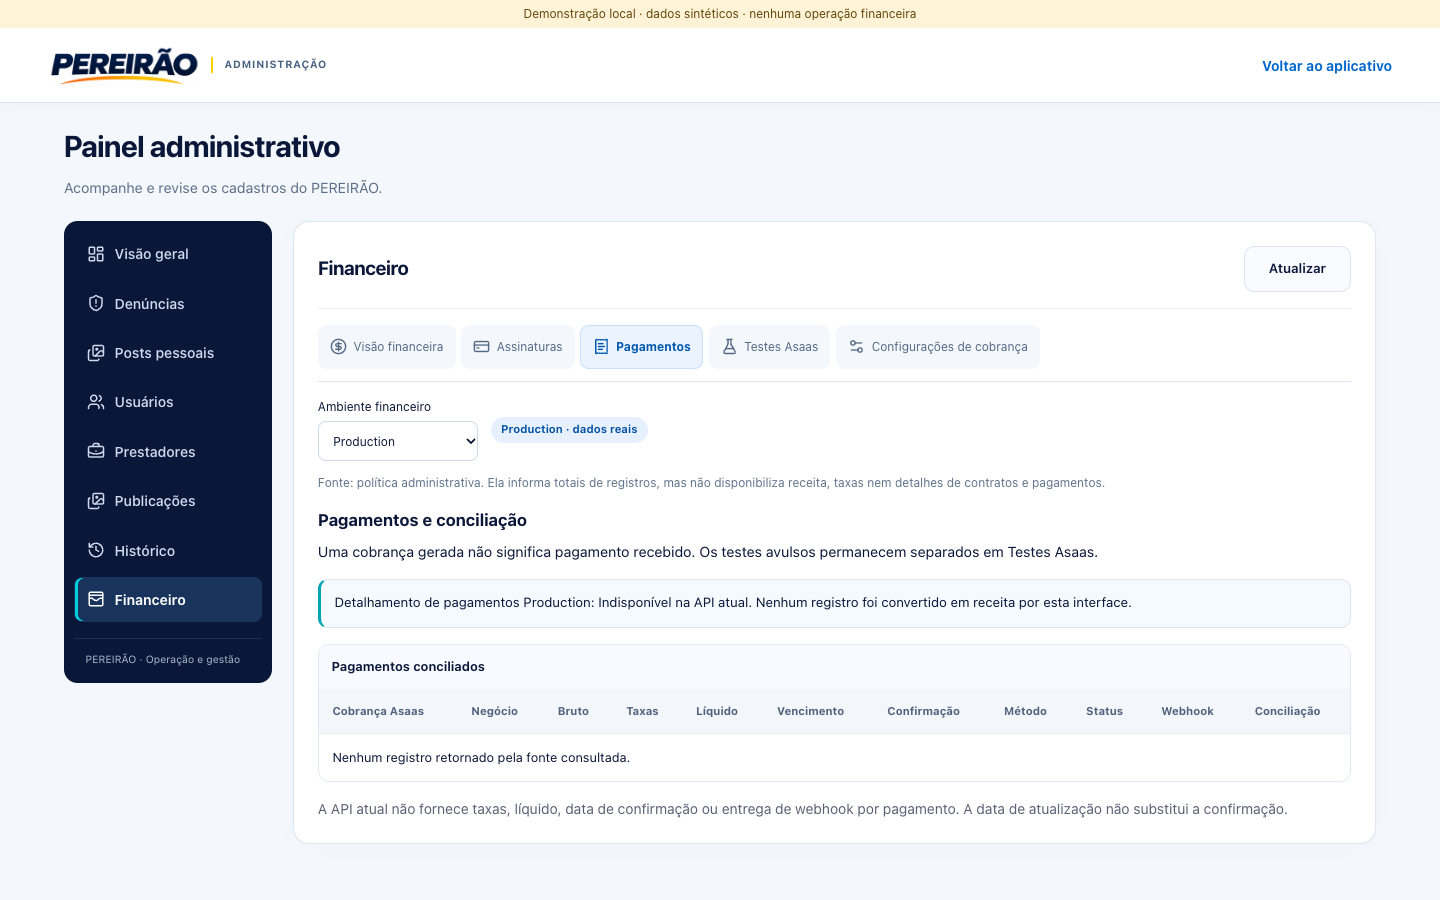 Demonstração local · dados sintéticos · nenhuma operação financeira
PEREIRÃO
ADMINISTRAÇÃO
Voltar ao aplicativo
Painel administrativo
Acompanhe e revise os cadastros do PEREIRÃO.
Visão geral
Denúncias
Posts pessoais
Usuários
Prestadores
Publicações
Histórico
Financeiro
PEREIRÃO · Operação e gestão
Financeiro
Atualizar
Visão financeira
Assinaturas
Pagamentos
Testes Asaas
Configurações de cobrança
Ambiente financeiro
Production
Production · dados reais
Fonte: política administrativa. Ela informa totais de registros, mas não disponibiliza receita, taxas nem detalhes de contratos e pagamentos.
Pagamentos e conciliação
Uma cobrança gerada não significa pagamento recebido. Os testes avulsos permanecem separados em Testes Asaas.
Detalhamento de pagamentos Production: Indisponível na API atual. Nenhum registro foi convertido em receita por esta interface.
Pagamentos conciliados
Cobrança Asaas Negócio Bruto Taxas Líquido Vencimento Confirmação Método Status Webhook Conciliação
Nenhum registro retornado pela fonte consultada.
A API atual não fornece taxas, líquido, data de confirmação ou entrega de webhook por pagamento. A data de atualização não substitui a confirmação.